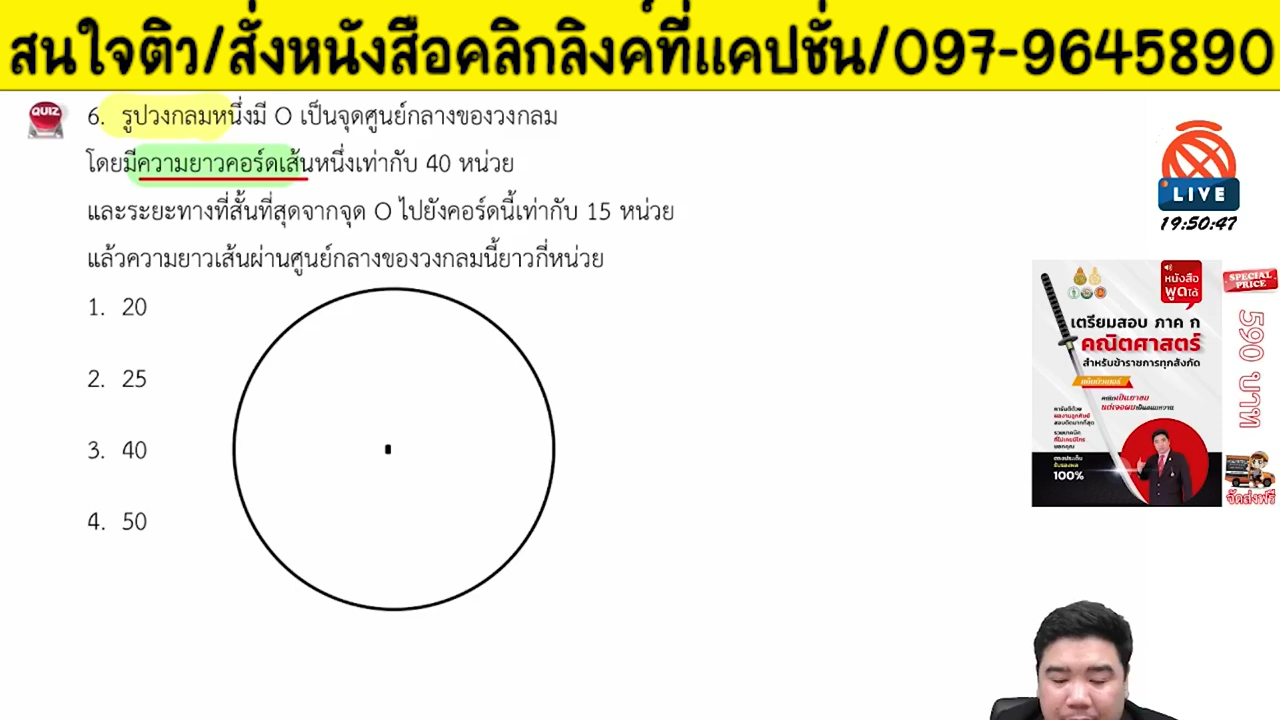 สนใจติว/สั่งหนังสือคลิกลิงค์ที่แคปชั่น/097-9645890
QUIZ
6. รูปวงกลมหนึ่งมี O เป็นจุดศูนย์กลางของวงกลม
โดยมีความยาวคอร์ดเส้นหนึ่งเท่ากับ 40 หน่วย
และระยะทางที่สั้นที่สุดจากจุด O ไปยังคอร์ดนี้เท่ากับ 15 หน่วย
แล้วความยาวเส้นผ่านศูนย์กลางของวงกลมนี้ยาวกี่หน่วย
1. 20
2. 25
3. 40
4. 50
LIVE
19:50:47
หนังสือ
พูดได้
เตรียมสอบ ภาค ก
คณิตศาสตร์
สำหรับข้าราชการทุกสังกัด
100%
SPECIAL
PRICE
590 บาท
จัดส่งฟรี